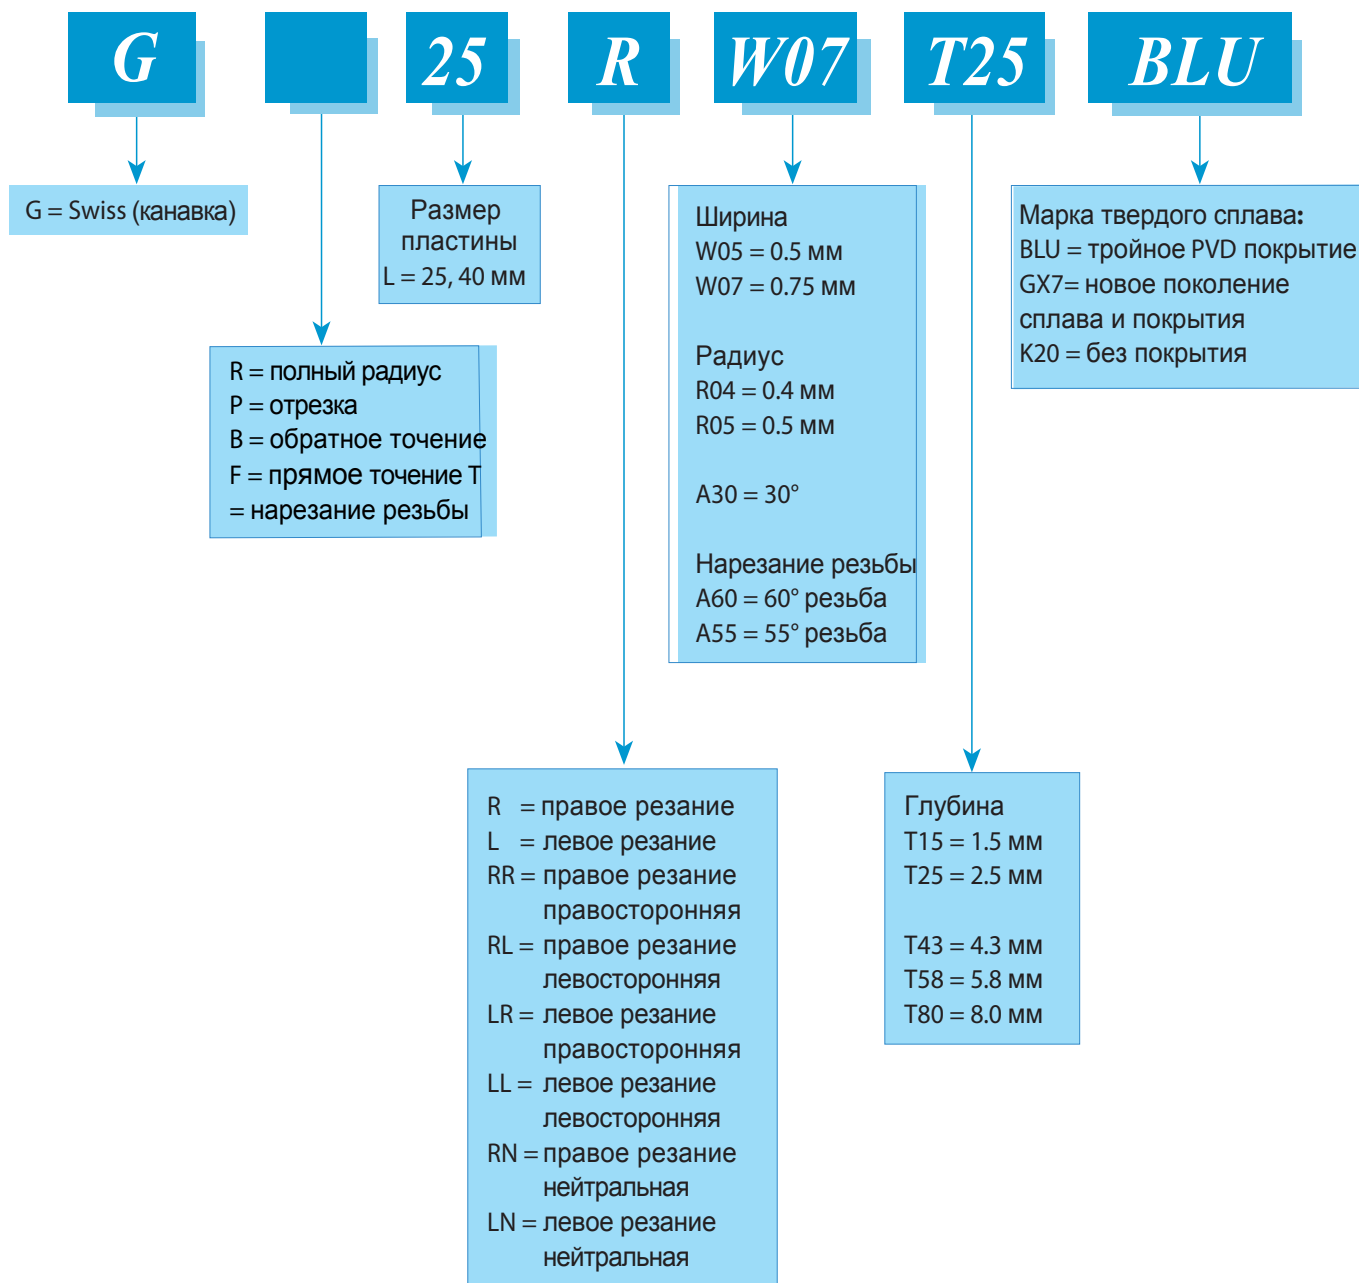 G 25 R W07 T25 BLU
G = Swiss (канавка)
Размер
пластины
L = 25, 40 мм
Ширина
W05 = 0.5 мм
W07 = 0.75 мм
Радиус
R04 = 0.4 мм
R05 = 0.5 мм
A30 = 30°
Нарезание резьбы
A60 = 60° резьба
A55 = 55° резьба
Марка твердого сплава:
BLU = тройное PVD покрытие
GX7= новое поколение
сплава и покрытия
K20 = без покрытия
R = полный радиус
P = отрезка
B = обратное точение
F = прямое точение T
= нарезание резьбы
R = правое резание
L = левое резание
RR = правое резание
правосторонняя
RL = правое резание
левосторонняя
LR = левое резание
правосторонняя
LL = левое резание
левосторонняя
RN = правое резание
нейтральная
LN = левое резание
нейтральная
Глубина
T15 = 1.5 мм
T25 = 2.5 мм
T43 = 4.3 мм
T58 = 5.8 мм
T80 = 8.0 мм